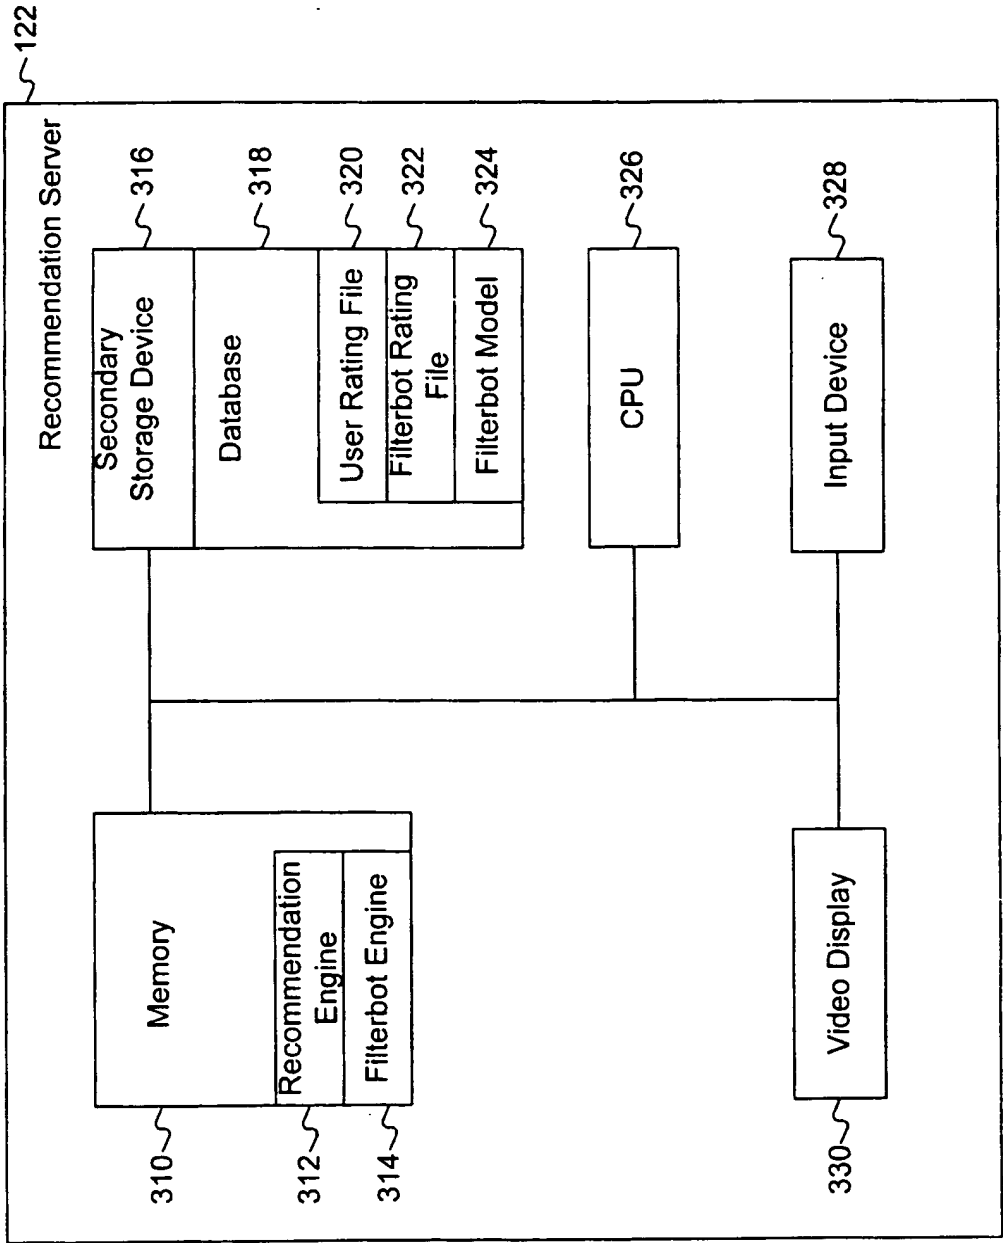 122
Recommendation Server
310
Memory
312
Recommendation
Engine
314
Filterbot Engine
Secondary
Storage Device
316
Database
318
User Rating File
320
Filterbot Rating
File
322
Filterbot Model
324
CPU
326
330
Video Display
Input Device
328